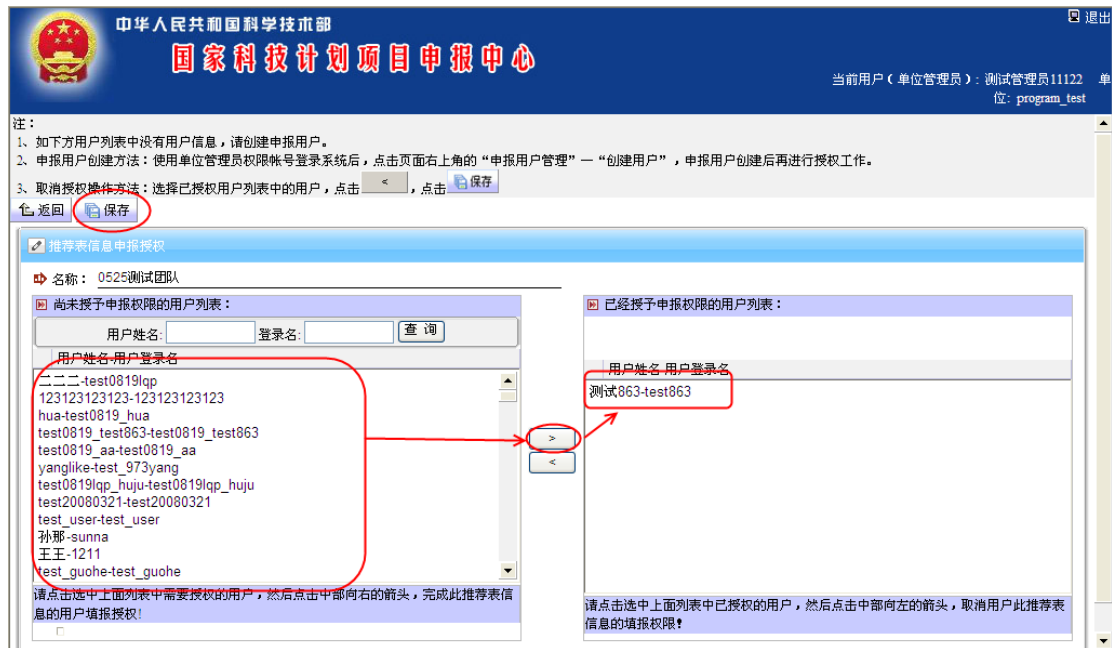 中华人民共和国科学技术部
退出
国家科技计划项目申报中心
当前用户(单位管理员):测试管理员11122 单
位: program_test
注:
1、如下方用户列表中没有用户信息,请创建申报用户。
2、申报用户创建方法:使用单位管理员权限帐号登录系统后,点击页面右上角的“申报用户管理”—“创建用户”,申报用户创建后再进行授权工作。
3、取消授权操作方法:选择已授权用户列表中的用户,点击 < ,点击 保存
返回 保存
推荐表信息申报授权
名称: 0525测试团队
尚未授予申报权限的用户列表:
用户姓名: 登录名: 查 询
用户姓名-用户登录名
二二二-test0819lqp
123123123123-123123123123
hua-test0819_hua
test0819_test863-test0819_test863
test0819_aa-test0819_aa
yanglike-test_973yang
test0819lqp_huju-test0819lqp_huju
test20080321-test20080321
test_user-test_user
孙那-sunna
王王-1211
test_guohe-test_guohe
请点击选中上面列表中需要授权的用户,然后点击中部向右的箭头,完成此推荐表信
息的用户填报授权!
>
<
已经授予申报权限的用户列表:
用户姓名 用户登录名
测试863-test863
请点击选中上面列表中已授权的用户,然后点击中部向左的箭头,取消用户此推荐表
信息的填报权限!